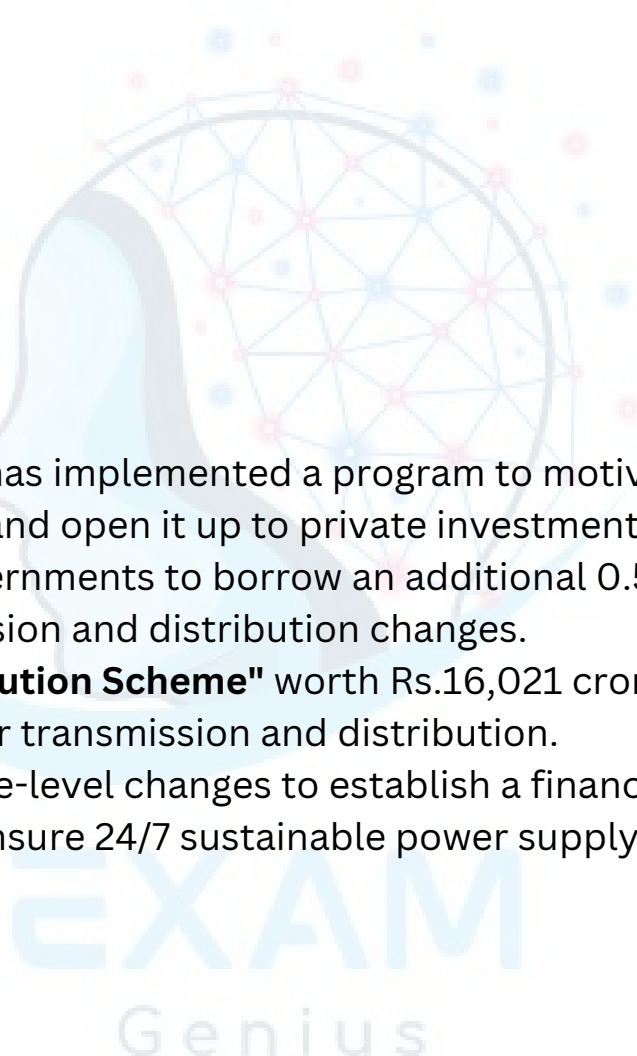 has implemented a program to motiv
and open it up to private investment
ernments to borrow an additional 0.5
sion and distribution changes.
ution Scheme" worth Rs.16,021 cror
r transmission and distribution.
e-level changes to establish a financ
nsure 24/7 sustainable power supply
EXAM
Genius